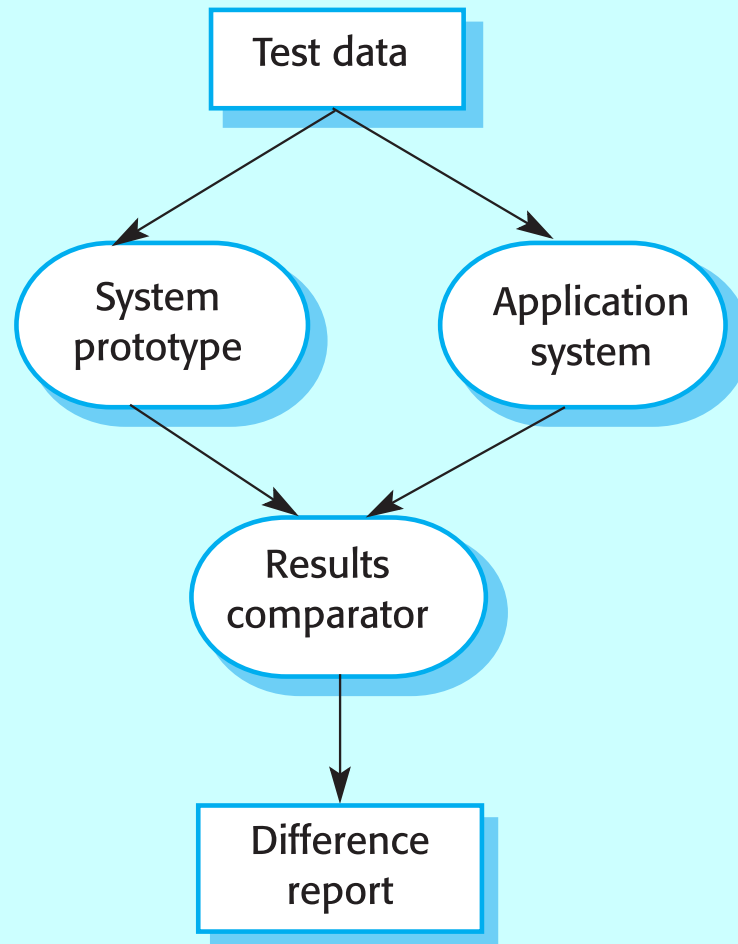 Test data
System
prototype
Application
system
Results
comparator
Difference
report